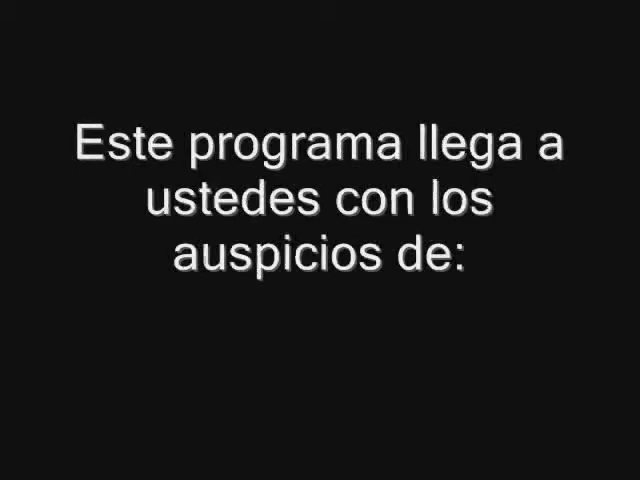 Este programa llega a
ustedes con los
auspicios de: